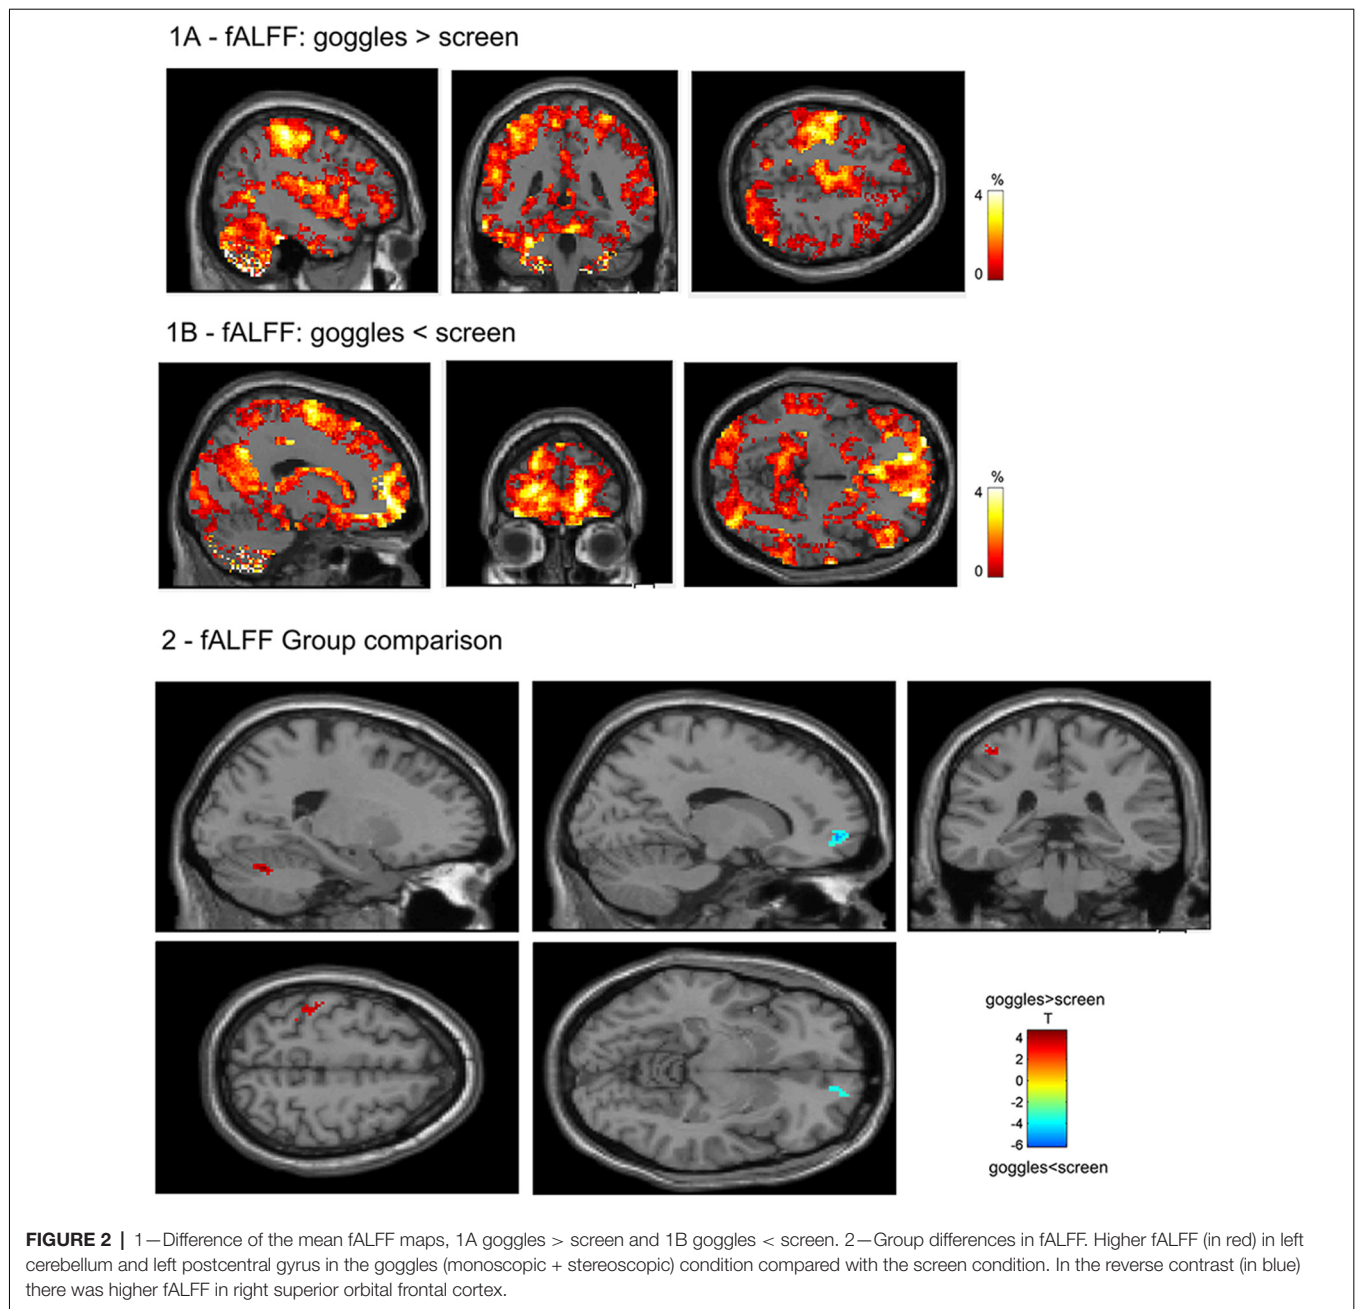 1A - fALFF: goggles > screen
%
4
0
1B - fALFF: goggles < screen
%
4
0
2 - fALFF Group comparison
goggles>screen
T
4
2
0
-2
-4
-6
goggles<screen
FIGURE 2 | 1—Difference of the mean fALFF maps, 1A goggles > screen and 1B goggles < screen. 2—Group differences in fALFF. Higher fALFF (in red) in left
cerebellum and left postcentral gyrus in the goggles (monoscopic + stereoscopic) condition compared with the screen condition. In the reverse contrast (in blue)
there was higher fALFF in right superior orbital frontal cortex.